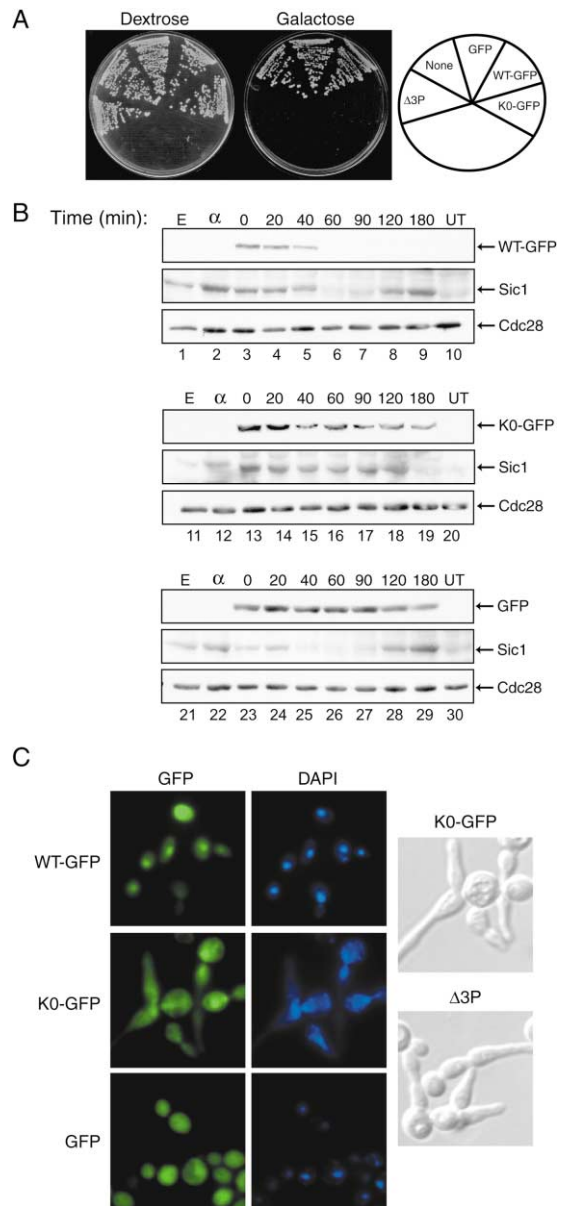 A
Dextrose Galactose
None
GFP
WT-GFP
Δ3P
K0-GFP
B
Time (min): E α 0 20 40 60 90 120 180 UT
WT-GFP
Sic1
Cdc28
1 2 3 4 5 6 7 8 9 10
E α 0 20 40 60 90 120 180 UT
K0-GFP
Sic1
Cdc28
11 12 13 14 15 16 17 18 19 20
E α 0 20 40 60 90 120 180 UT
GFP
Sic1
Cdc28
21 22 23 24 25 26 27 28 29 30
C
GFP DAPI
K0-GFP
WT-GFP
Δ3P
K0-GFP
GFP